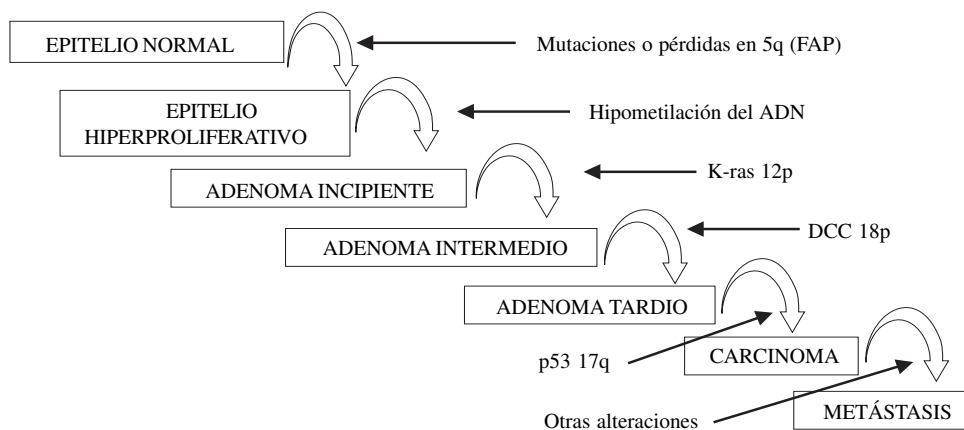 EPITELIO NORMAL
Mutaciones o pérdidas en 5q (FAP)
EPITELIO
HIPERPROLIFERATIVO
Hipometilación del ADN
ADENOMA INCIPIENTE
K-ras 12p
ADENOMA INTERMEDIO
DCC 18p
ADENOMA TARDIO
p53 17q
CARCINOMA
Otras alteraciones
METÁSTASIS